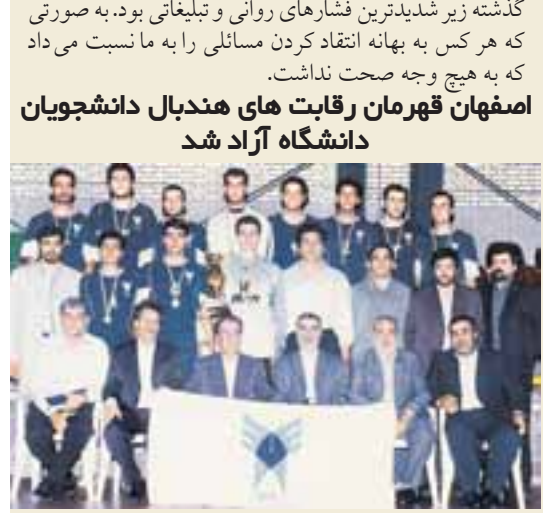 گذشته زیر شدیدترین فشارهای روانی و تبلیغاتی بود. به صورتی
که هر کس به بهانه انتقاد کردن مسائلی را به ما نسبت می داد
که به هیچ وجه صحت نداشت.
اصفهان قهرمان رقابت های هندبال دانشجویان
دانشگاه آزاد شد